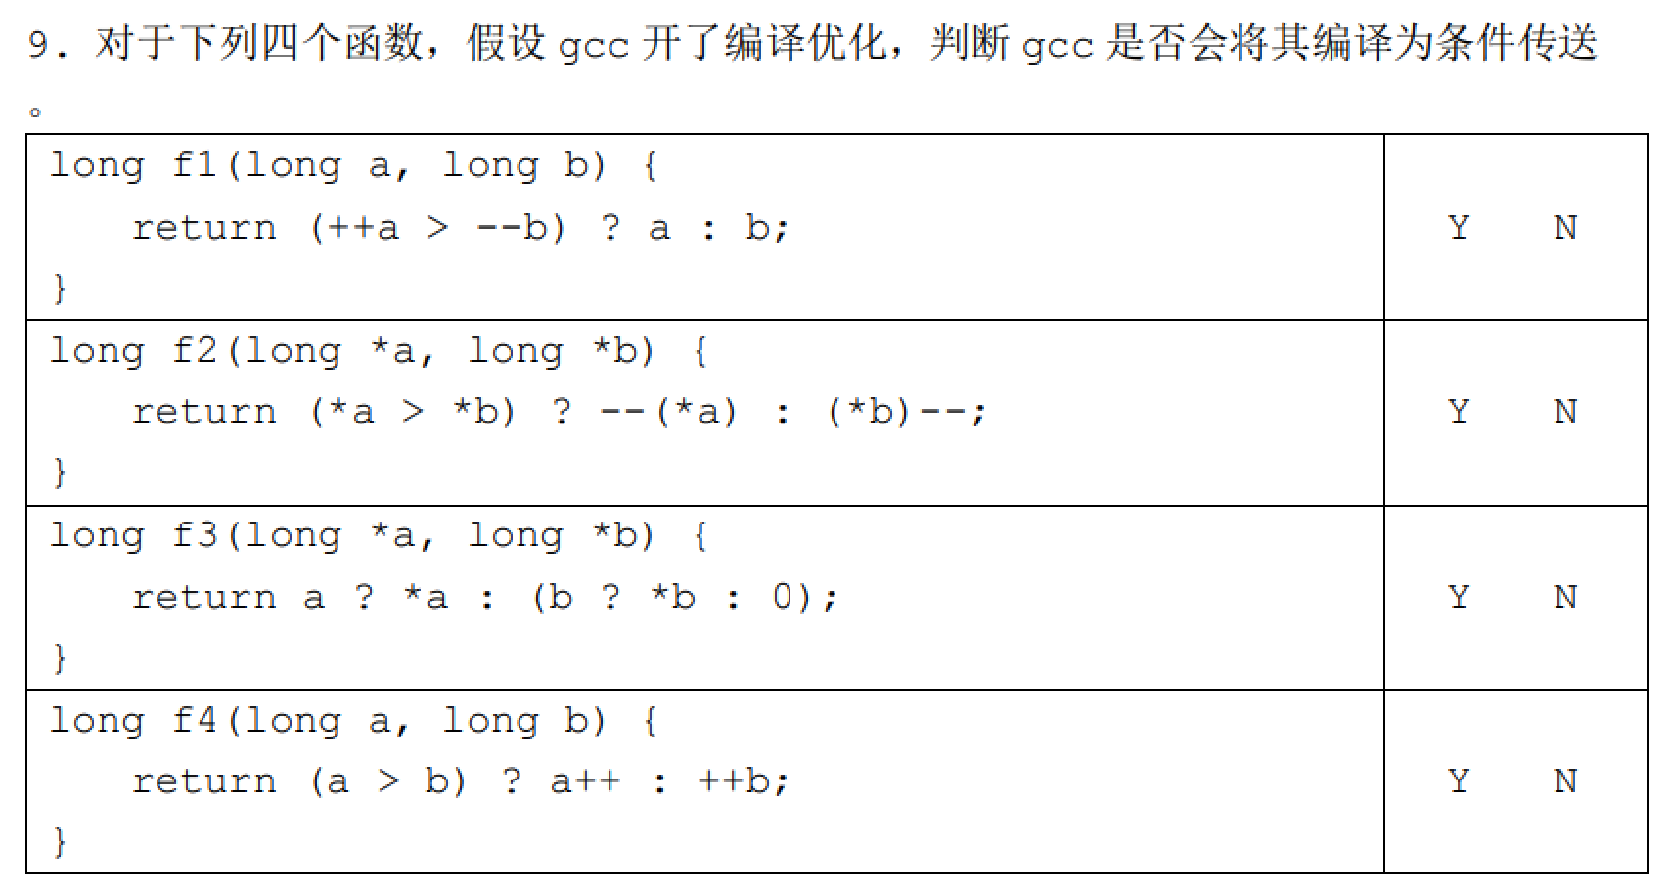 9. 对于下列四个函数，假设 gcc 开了编译优化，判断 gcc 是否会将其编译为条件传送
。
long f1(long a, long b) {
return (++a > --b) ? a : b;
Y N
}
long f2(long *a, long *b) {
return (*a > *b) ? --(*a) : (*b)--;
Y N
}
long f3(long *a, long *b) {
return a ? *a : (b ? *b : 0);
Y N
}
long f4(long a, long b) {
return (a > b) ? a++ : ++b;
Y N
}